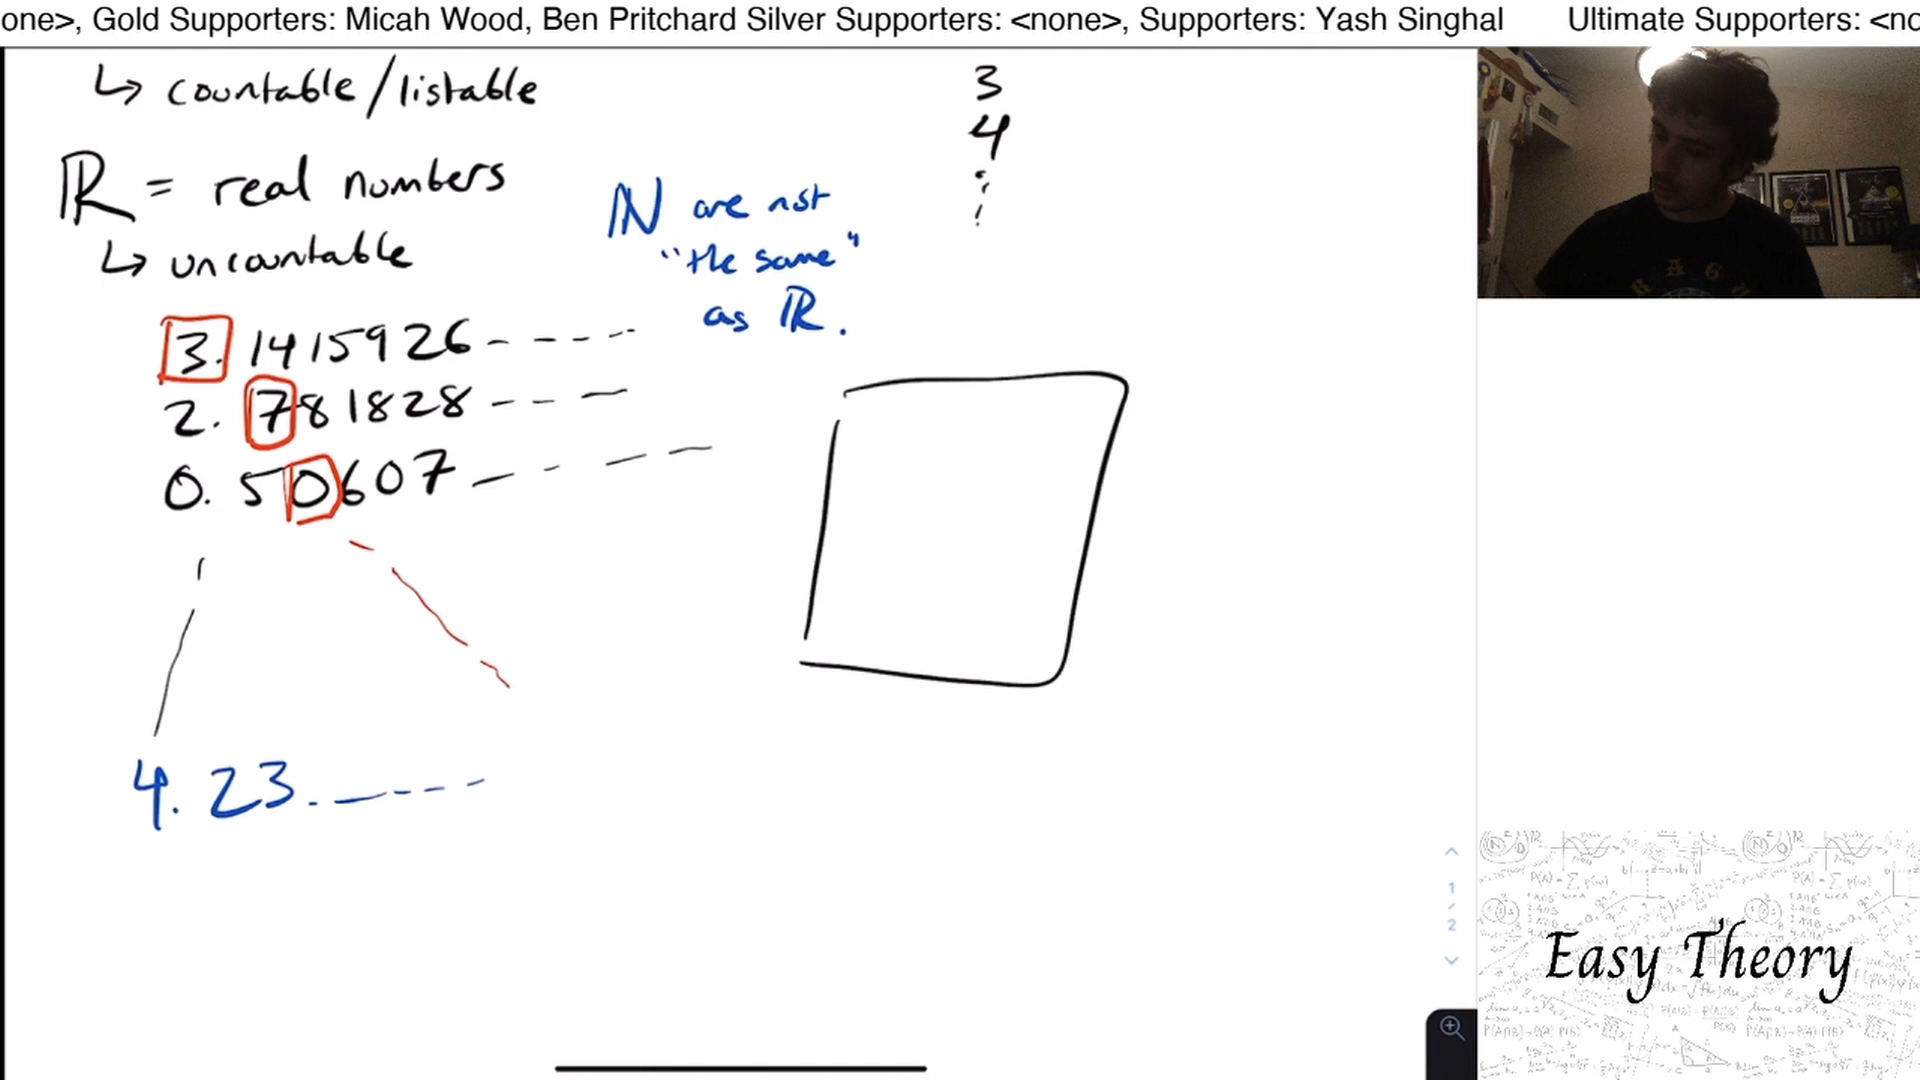 one>, Gold Supporters: Micah Wood, Ben Pritchard Silver Supporters: <none>, Supporters: Yash Singhal Ultimate Supporters: <no
↳ countable/listable
3
4
ℝ = real numbers
↳ uncountable
ℕ are not
"the same"
as ℝ.
3.1415926 - - - -
2.781828 - - -
0.50607 - - - -
4.23. - - - -
1
2
Easy Theory